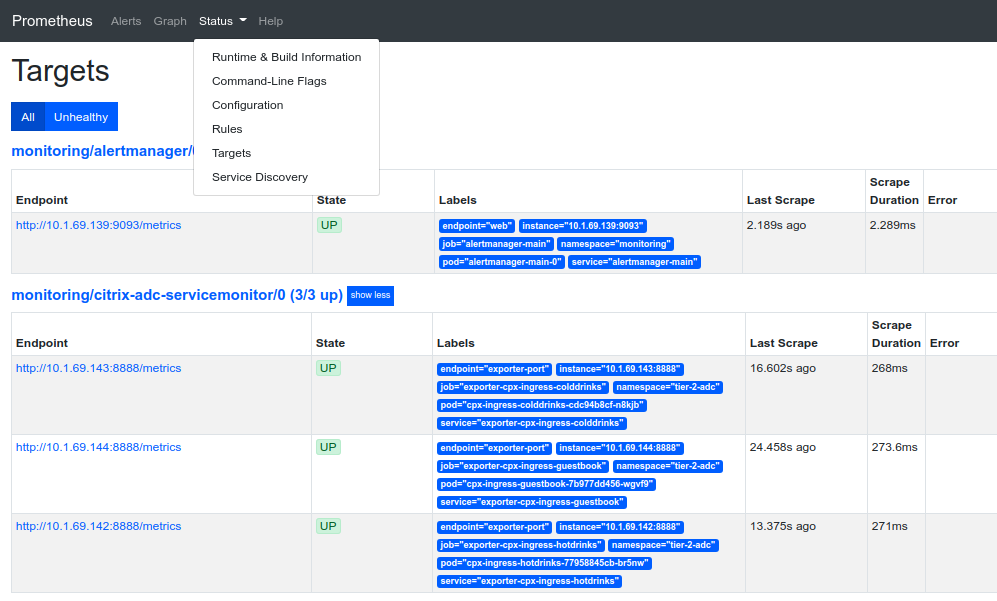 Prometheus Alerts Graph Status Help
Runtime & Build Information
Command-Line Flags
Configuration
Rules
Targets
Service Discovery
Targets
All Unhealthy
monitoring/alertmanager/
Endpoint State Labels Last Scrape Scrape Duration Error
http://10.1.69.139:9093/metrics UP endpoint="web" instance="10.1.69.139:9093" 2.189s ago 2.289ms
job="alertmanager-main" namespace="monitoring"
pod="alertmanager-main-0" service="alertmanager-main"
monitoring/citrix-adc-servicemonitor/0 (3/3 up) show less
Endpoint State Labels Last Scrape Scrape Duration Error
http://10.1.69.143:8888/metrics UP endpoint="exporter-port" instance="10.1.69.143:8888" 16.602s ago 268ms
job="exporter-cpx-ingress-colddrinks" namespace="tier-2-adc"
pod="cpx-ingress-colddrinks-cdc94b8cf-n8kjb"
service="exporter-cpx-ingress-colddrinks"
http://10.1.69.144:8888/metrics UP endpoint="exporter-port" instance="10.1.69.144:8888" 24.458s ago 273.6ms
job="exporter-cpx-ingress-guestbook" namespace="tier-2-adc"
pod="cpx-ingress-guestbook-7b977dd456-wgvf9"
service="exporter-cpx-ingress-guestbook"
http://10.1.69.142:8888/metrics UP endpoint="exporter-port" instance="10.1.69.142:8888" 13.375s ago 271ms
job="exporter-cpx-ingress-hotdrinks" namespace="tier-2-adc"
pod="cpx-ingress-hotdrinks-77958845cb-br5nw"
service="exporter-cpx-ingress-hotdrinks"